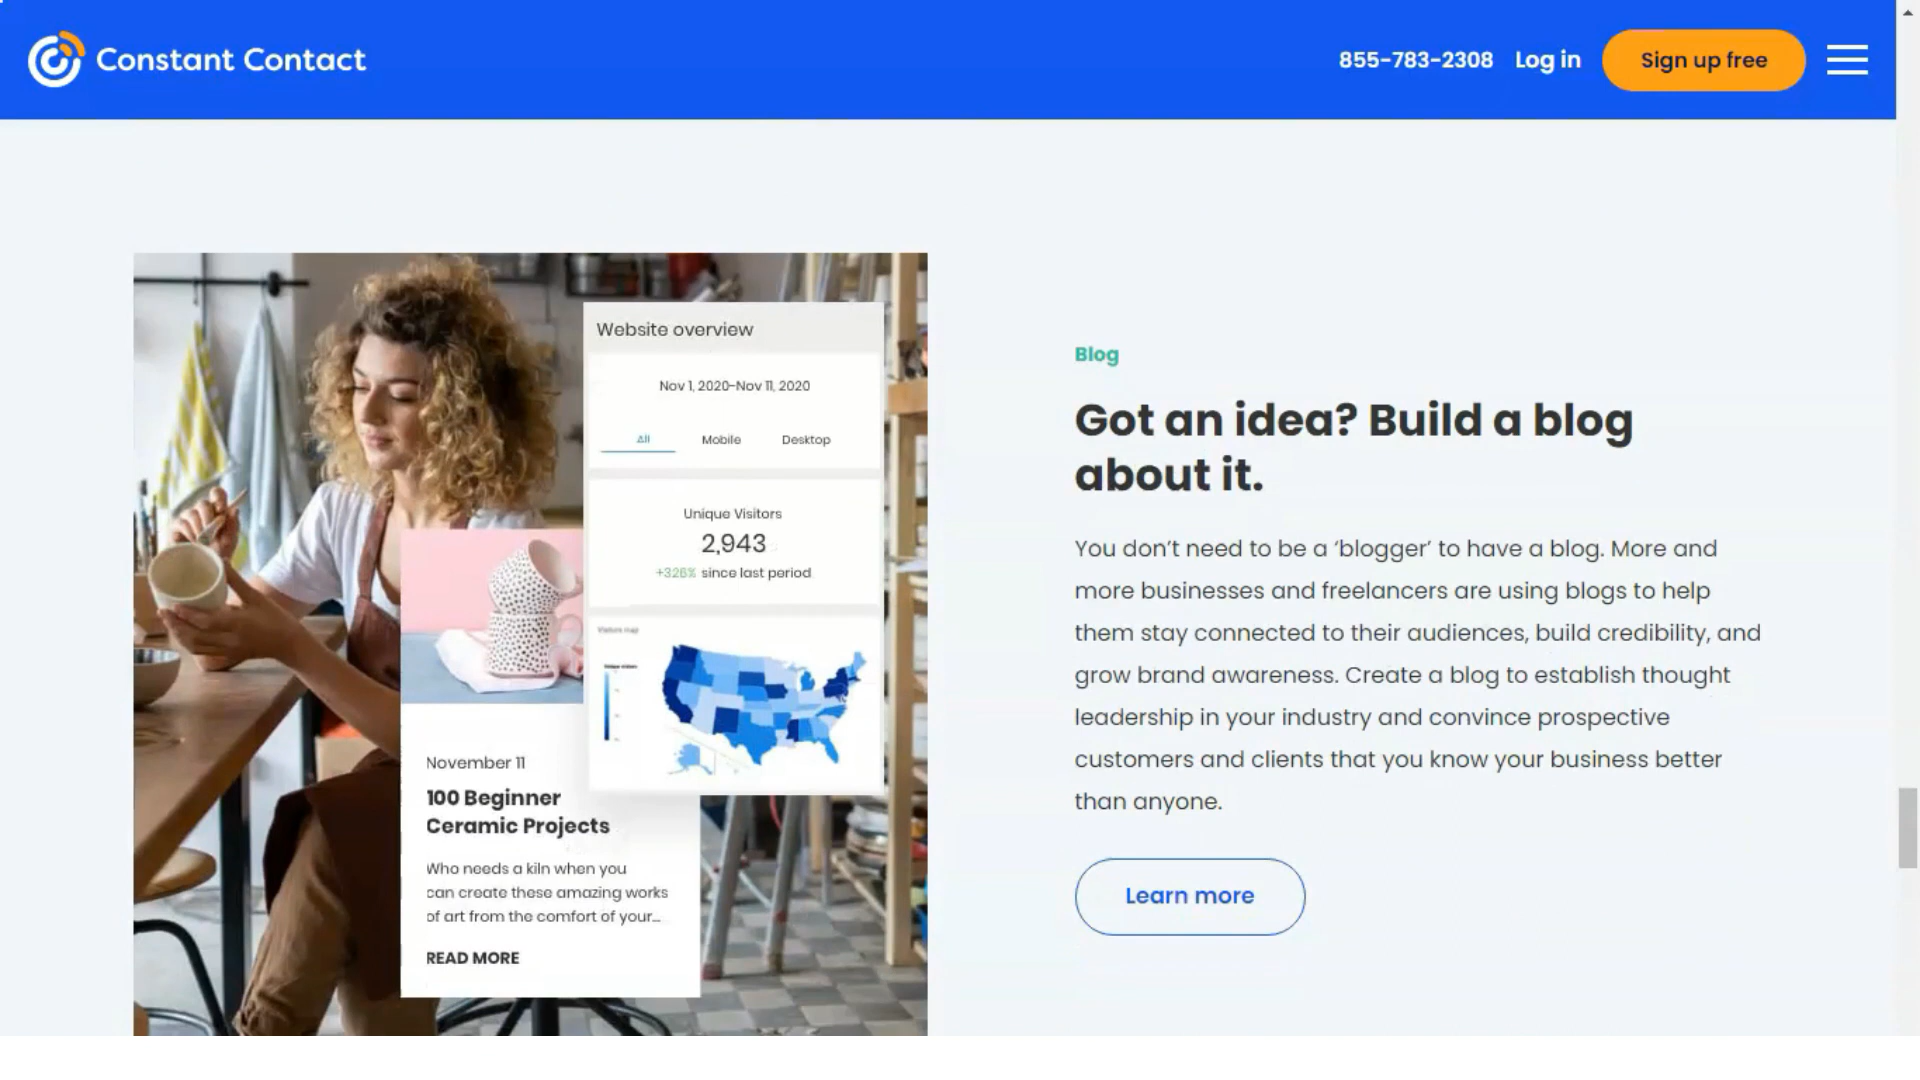 Constant Contact
855-783-2308 Log in Sign up free
Website overview
Nov 1, 2020-Nov 11, 2020
All Mobile Desktop
Unique Visitors
2,943
+326% since last period
Visitors map
Unique visitors
November 11
100 Beginner
Ceramic Projects
Who needs a kiln when you
can create these amazing works
of art from the comfort of your...
READ MORE
Blog
Got an idea? Build a blog
about it.
You don’t need to be a ‘blogger’ to have a blog. More and
more businesses and freelancers are using blogs to help
them stay connected to their audiences, build credibility, and
grow brand awareness. Create a blog to establish thought
leadership in your industry and convince prospective
customers and clients that you know your business better
than anyone.
Learn more